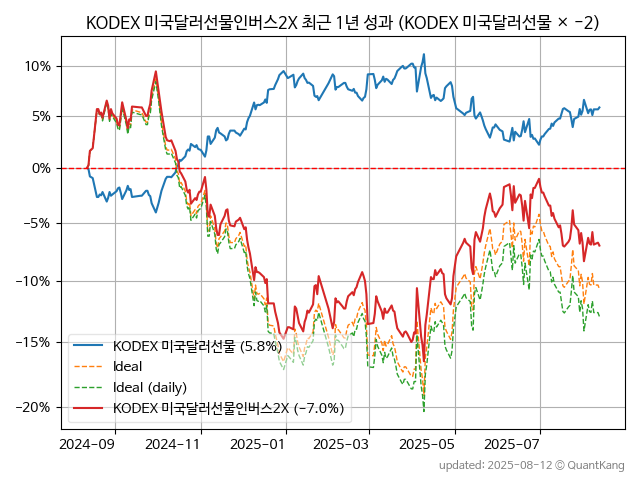 KODEX 미국달러선물인버스2X 최근 1년 성과 (KODEX 미국달러선물 × −2)
10%
5%
0%
−5%
−10%
−15%
−20%
KODEX 미국달러선물 (5.8%)
Ideal
Ideal (daily)
KODEX 미국달러선물인버스2X (−7.0%)
2024-09 2024-11 2025-01 2025-03 2025-05 2025-07
updated: 2025-08-12 © QuantKang